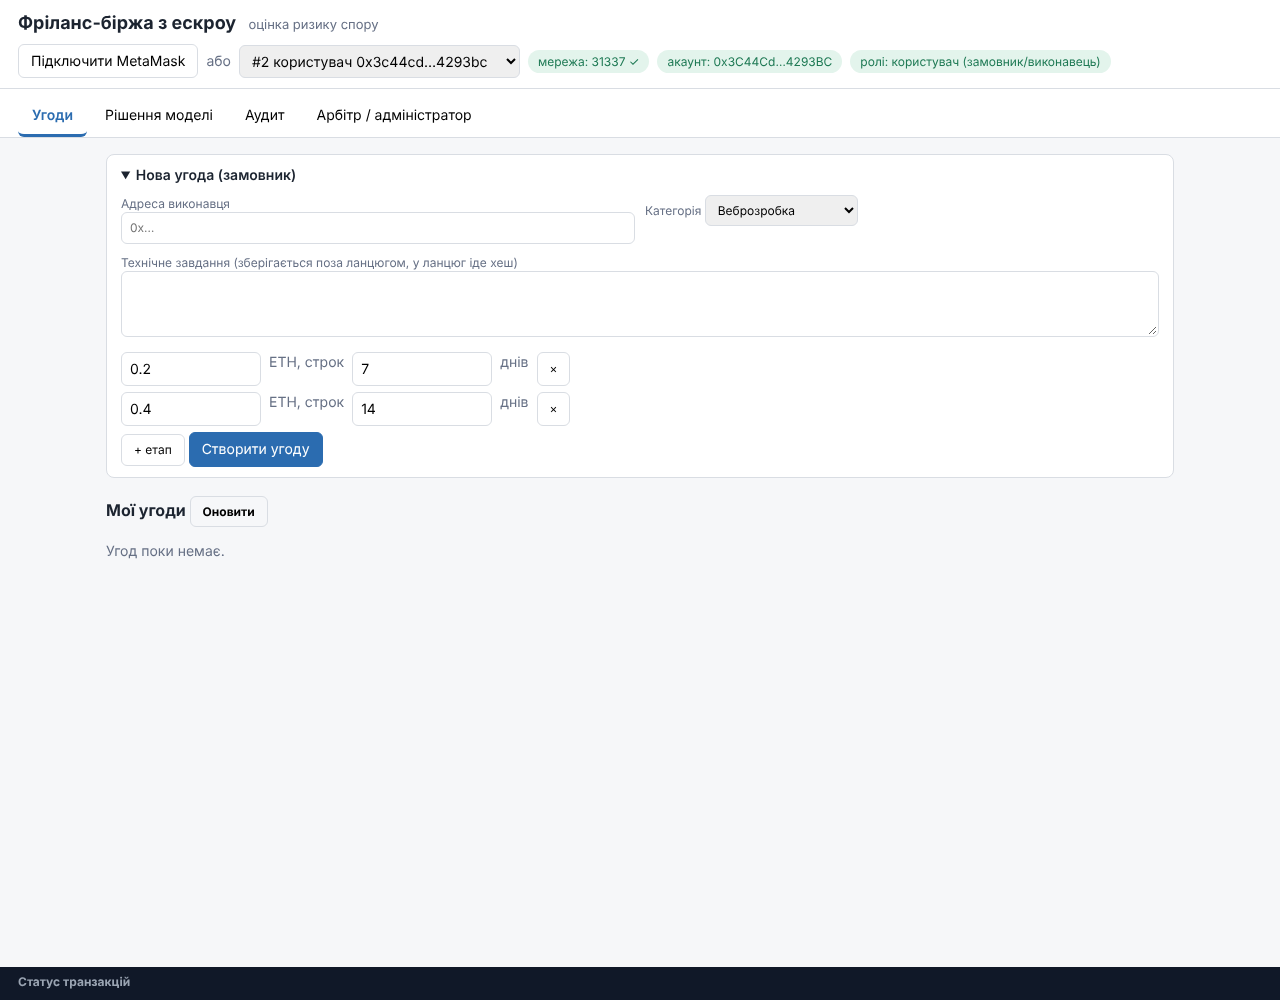 Фріланс-біржа з ескроу оцінка ризику спору
Підключити MetaMask або #2 користувач 0x3c44cd…4293bc мережа: 31337 ✓ акаунт: 0x3C44Cd…4293BC ролі: користувач (замовник/виконавець)
Угоди Рішення моделі Аудит Арбітр / адміністратор
▼ Нова угода (замовник)
Адреса виконавця
Категорія Веброзробка
0x…
Технічне завдання (зберігається поза ланцюгом, у ланцюг іде хеш)
0.2 ETH, строк 7 днів ×
0.4 ETH, строк 14 днів ×
+ етап Створити угоду
Мої угоди Оновити
Угод поки немає.
Статус транзакцій